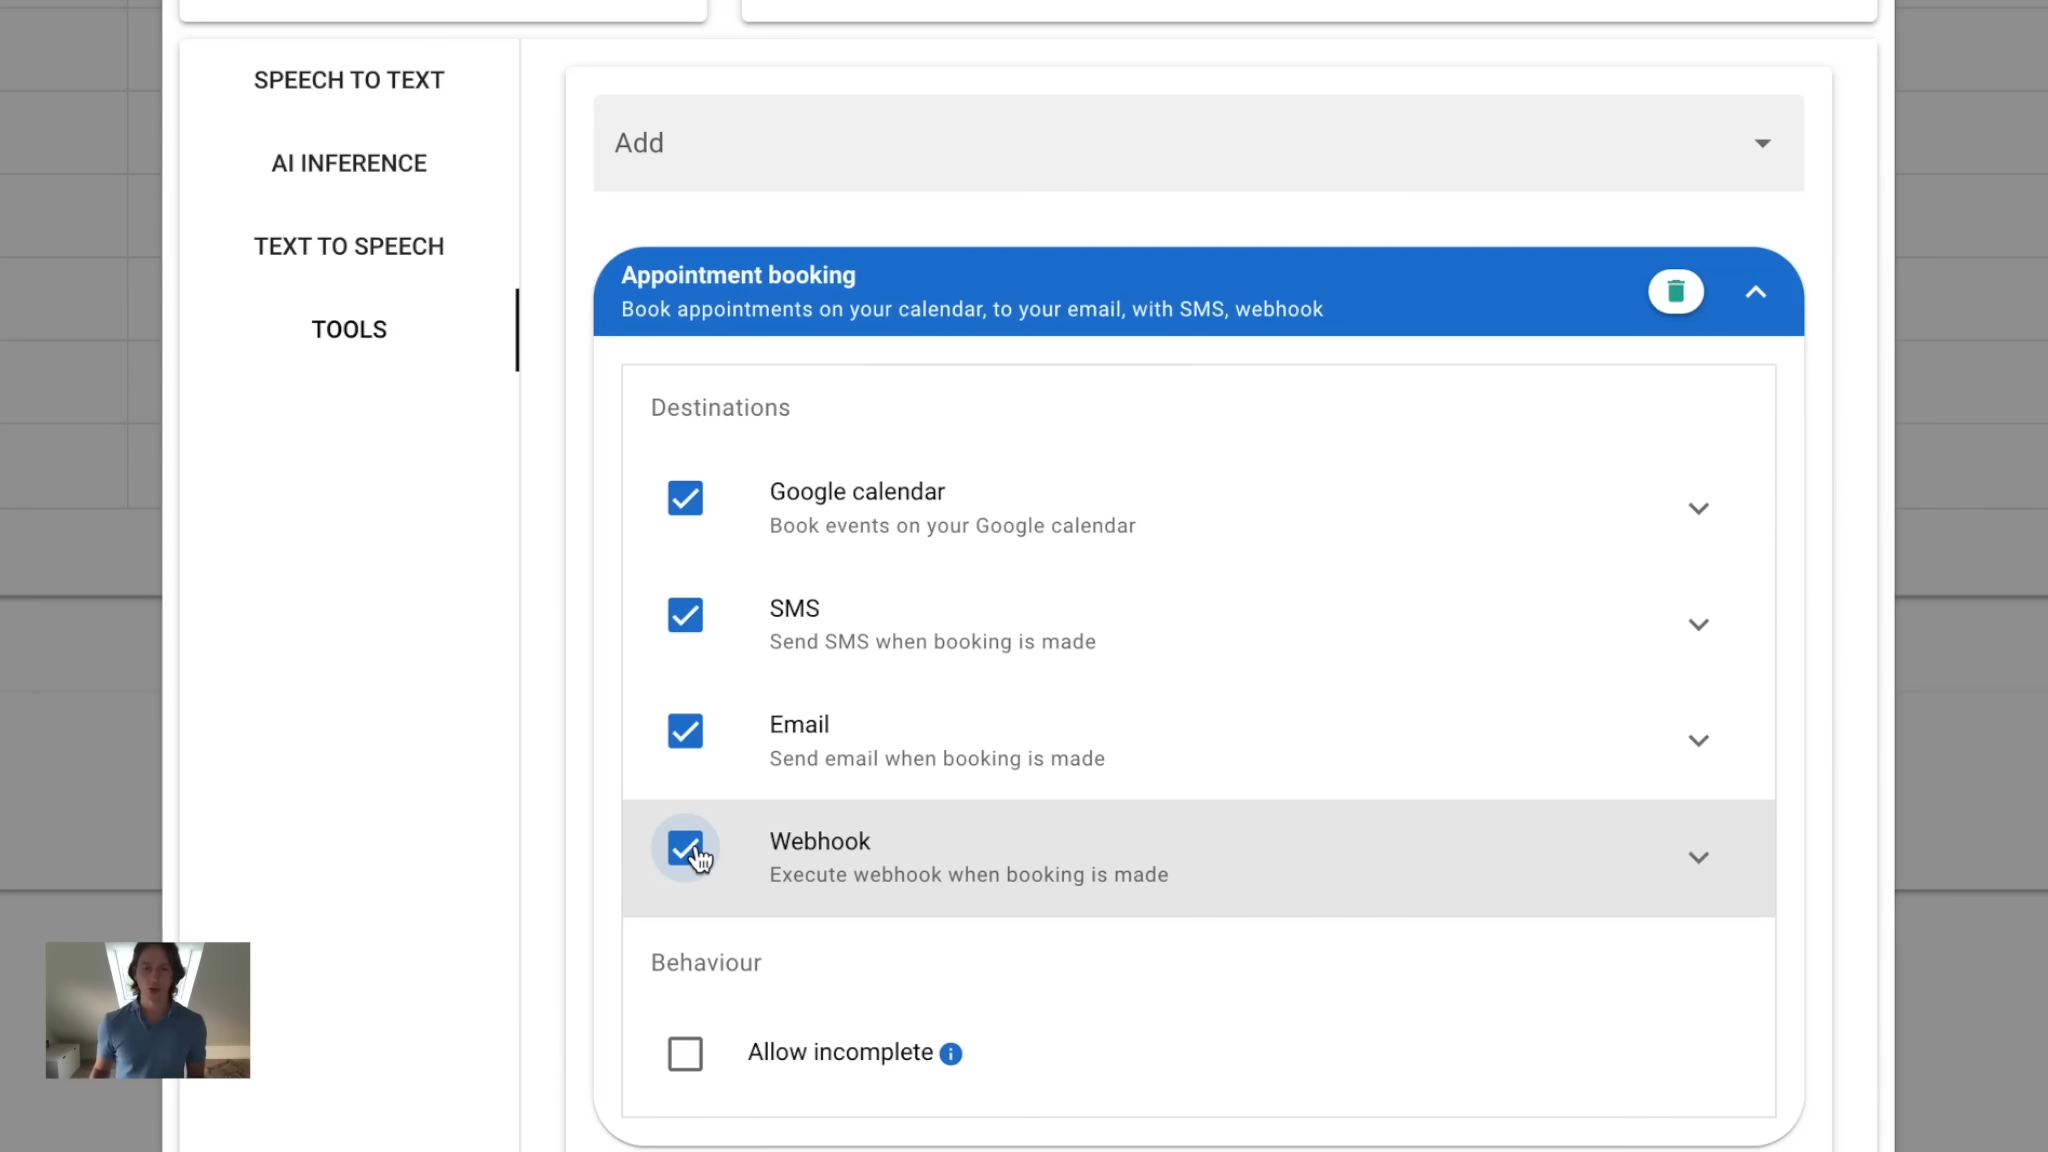 SPEECH TO TEXT
AI INFERENCE
TEXT TO SPEECH
TOOLS
Add
Appointment booking
Book appointments on your calendar, to your email, with SMS, webhook
Destinations
Google calendar
Book events on your Google calendar
SMS
Send SMS when booking is made
Email
Send email when booking is made
Webhook
Execute webhook when booking is made
Behaviour
Allow incomplete